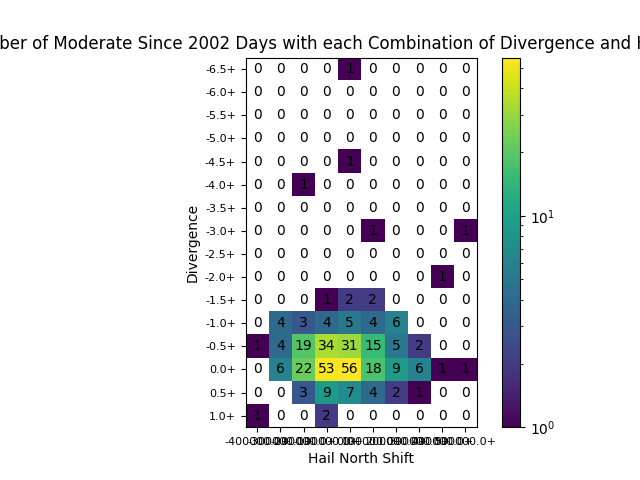 ber of Moderate Since 2002 Days with each Combination of Divergence and
-6.5+ 0 0 0 0 1 0 0 0 0 0
-6.0+ 0 0 0 0 0 0 0 0 0 0
-5.5+ 0 0 0 0 0 0 0 0 0 0
-5.0+ 0 0 0 0 0 0 0 0 0 0
-4.5+ 0 0 0 0 1 0 0 0 0 0
-4.0+ 0 0 1 0 0 0 0 0 0 0
-3.5+ 0 0 0 0 0 0 0 0 0 0
-3.0+ 0 0 0 0 0 1 0 0 0 1
-2.5+ 0 0 0 0 0 0 0 0 0 0
-2.0+ 0 0 0 0 0 0 0 0 1 0
-1.5+ 0 0 0 1 2 2 0 0 0 0
-1.0+ 0 4 3 4 5 4 6 0 0 0
-0.5+ 1 4 19 34 31 15 5 2 0 0
0.0+ 0 6 22 53 56 18 9 6 1 1
0.5+ 0 0 3 9 7 4 2 1 0 0
1.0+ 1 0 0 2 0 0 0 0 0 0
Divergence
Hail North Shift
10^1
10^0